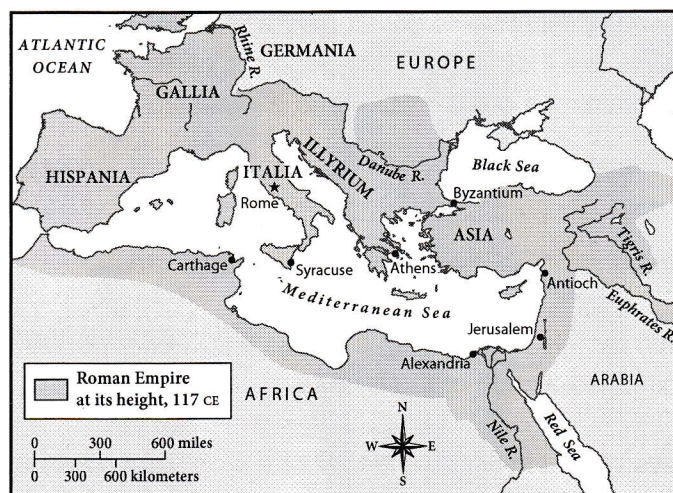 ATLANTIC
OCEAN
GERMANIA
Rhine R.
EUROPE
GALLIA
HISPANIA
ITALIA
Rome
ILLYRIUM
Danube R.
Black Sea
Byzantium
ASIA
Tigris R.
Carthage
Syracuse
Athens
Antioch
Mediterranean Sea
Euphrates R.
Jerusalem
Alexandria
Roman Empire
at its height, 117 CE
AFRICA
ARABIA
Nile R.
Red Sea
N
W
E
S
0 300 600 miles
0 300 600 kilometers